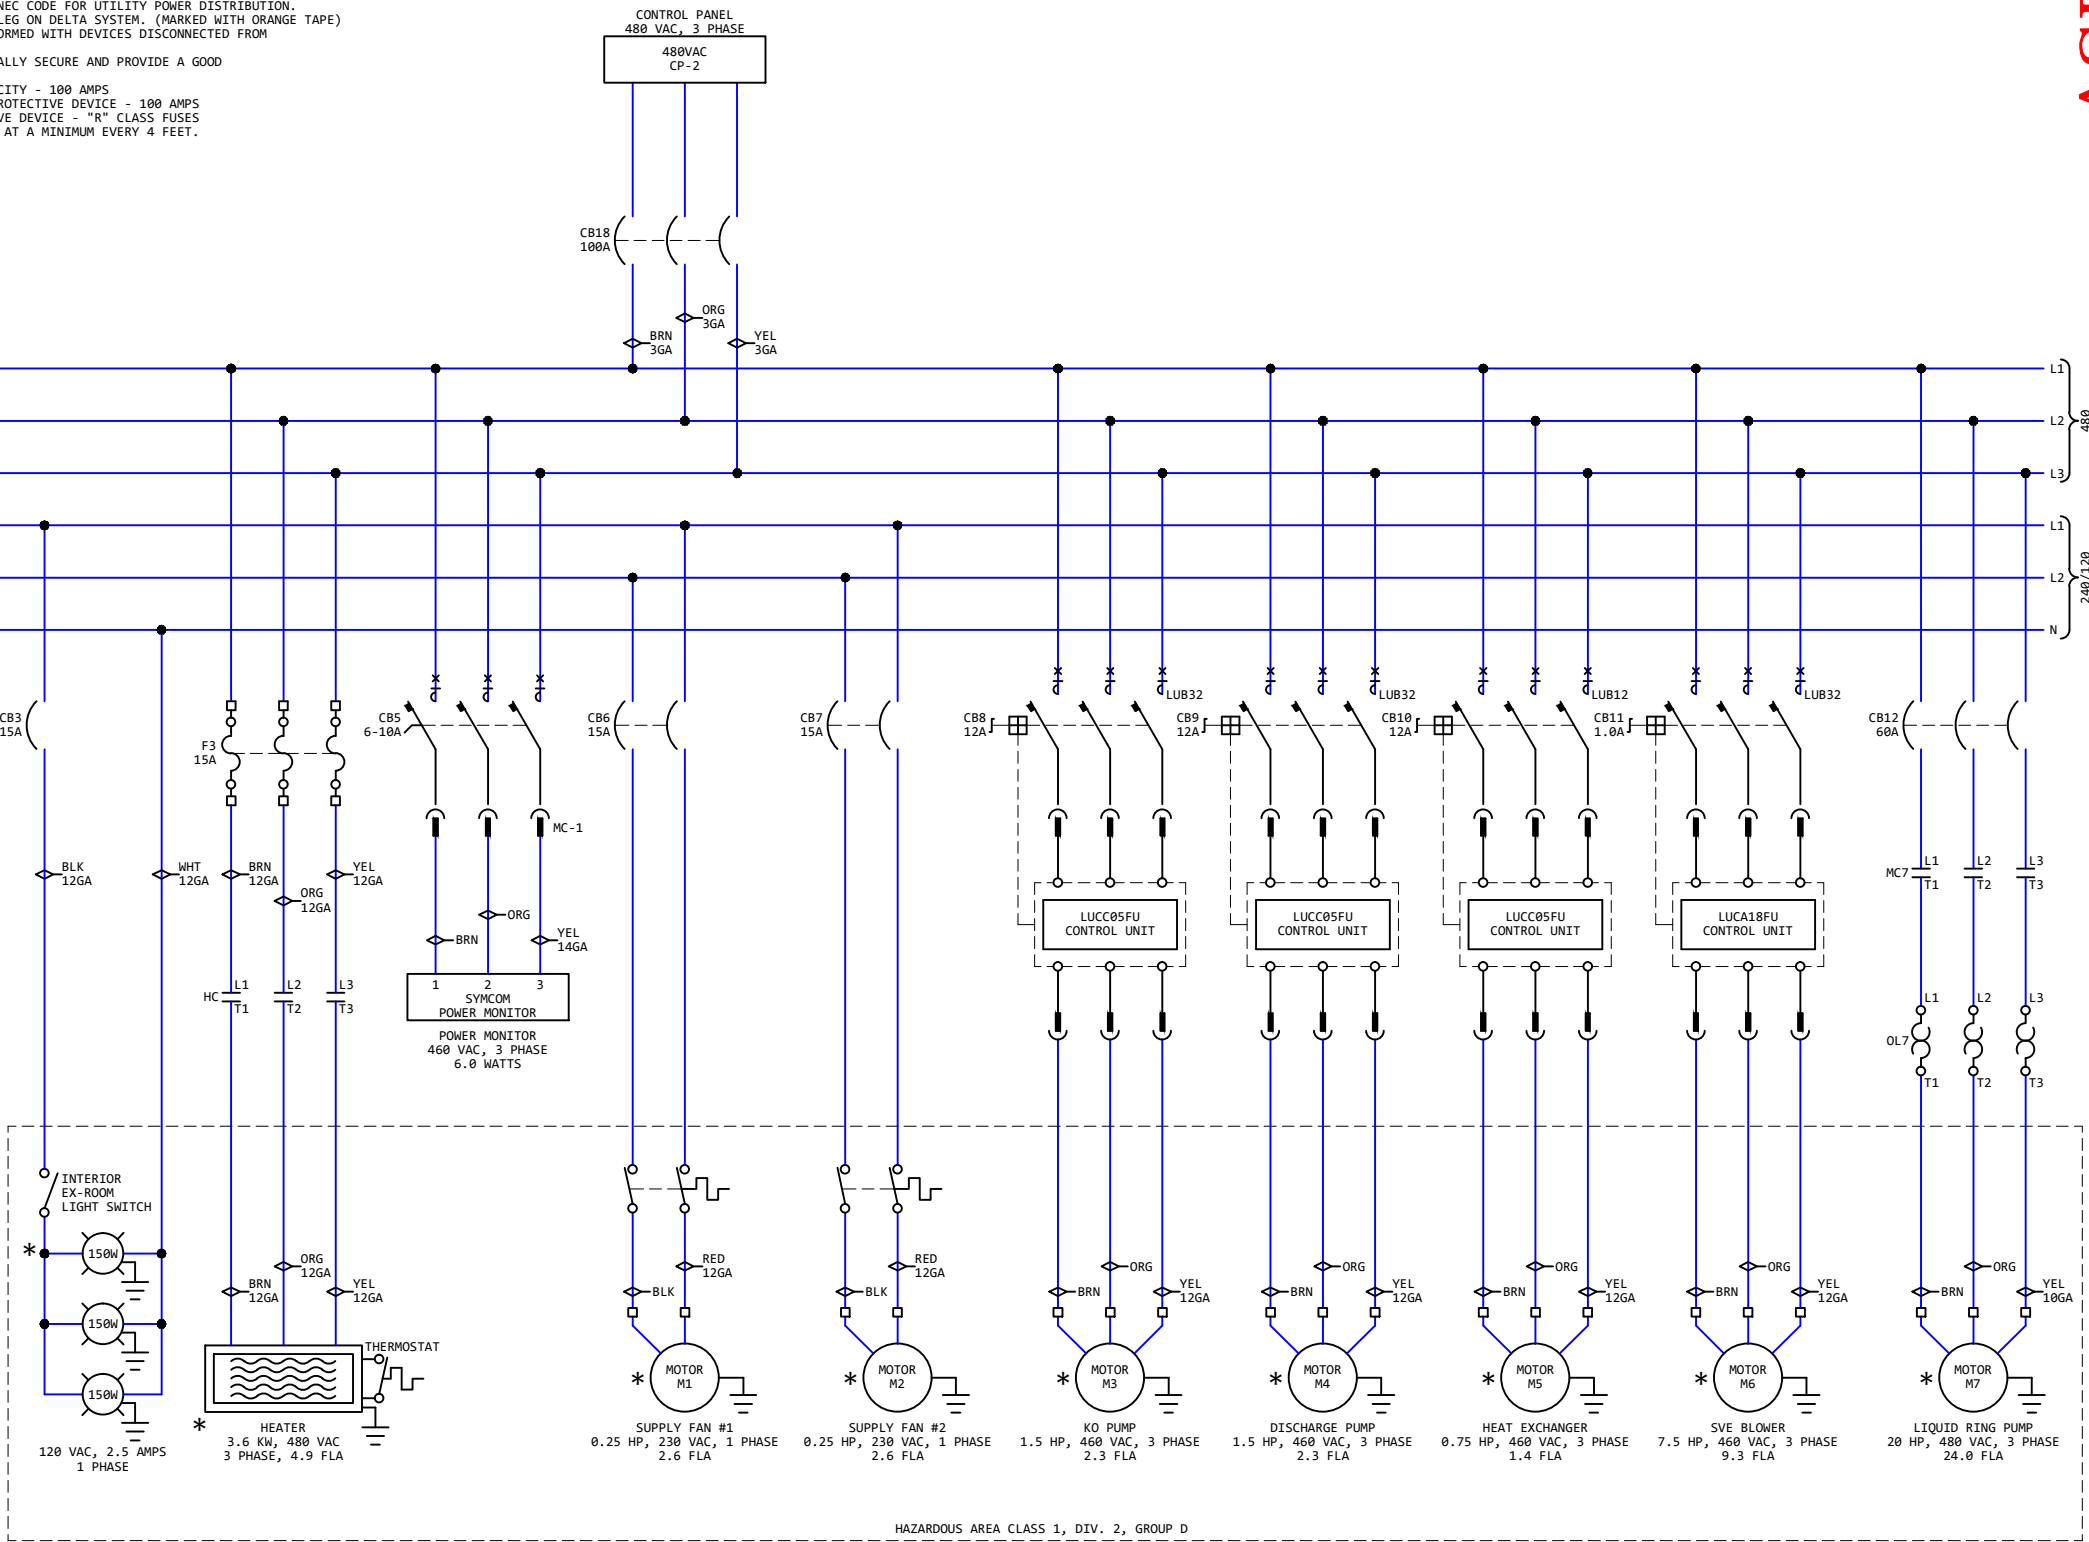 NEC CODE FOR UTILITY POWER DISTRIBUTION.
LEG ON DELTA SYSTEM. (MARKED WITH ORANGE TAPE)
ORMED WITH DEVICES DISCONNECTED FROM
ALLY SECURE AND PROVIDE A GOOD
CITY - 100 AMPS
ROTECTIVE DEVICE - 100 AMPS
VE DEVICE - "R" CLASS FUSES
AT A MINIMUM EVERY 4 FEET.
CONTROL PANEL
480 VAC, 3 PHASE
480VAC
CP-2
CB18
100A
BRN
3GA
ORG
3GA
YEL
3GA
L1
L2
L3
480
L1
L2
N
240/120
CB3
15A
F3
15A
CB5
6-10A
MC-1
CB6
15A
CB7
15A
CB8
12A
LUB32
CB9
12A
LUB32
CB10
12A
LUB12
CB11
1.0A
LUB32
CB12
60A
BLK
12GA
WHT
12GA
BRN
12GA
ORG
12GA
YEL
12GA
BRN
ORG
YEL
14GA
HC
L1
T1
L2
T2
L3
T3
1 2 3
SYMCOM
POWER MONITOR
POWER MONITOR
460 VAC, 3 PHASE
6.0 WATTS
LUCC05FU
CONTROL UNIT
LUCC05FU
CONTROL UNIT
LUCC05FU
CONTROL UNIT
LUCA18FU
CONTROL UNIT
MC7
L1
T1
L2
T2
L3
T3
OL7
L1
T1
L2
T2
L3
T3
INTERIOR
EX-ROOM
LIGHT SWITCH
*
150W
150W
150W
120 VAC, 2.5 AMPS
1 PHASE
BRN
12GA
ORG
12GA
YEL
12GA
THERMOSTAT
*
HEATER
3.6 KW, 480 VAC
3 PHASE, 4.9 FLA
BLK
RED
12GA
*
MOTOR
M1
SUPPLY FAN #1
0.25 HP, 230 VAC, 1 PHASE
2.6 FLA
BLK
RED
12GA
*
MOTOR
M2
SUPPLY FAN #2
0.25 HP, 230 VAC, 1 PHASE
2.6 FLA
BRN
ORG
YEL
12GA
*
MOTOR
M3
KO PUMP
1.5 HP, 460 VAC, 3 PHASE
2.3 FLA
BRN
ORG
YEL
12GA
*
MOTOR
M4
DISCHARGE PUMP
1.5 HP, 460 VAC, 3 PHASE
2.3 FLA
BRN
ORG
YEL
12GA
*
MOTOR
M5
HEAT EXCHANGER
0.75 HP, 460 VAC, 3 PHASE
1.4 FLA
BRN
ORG
YEL
12GA
*
MOTOR
M6
SVE BLOWER
7.5 HP, 460 VAC, 3 PHASE
9.3 FLA
BRN
ORG
YEL
10GA
*
MOTOR
M7
LIQUID RING PUMP
20 HP, 480 VAC, 3 PHASE
24.0 FLA
HAZARDOUS AREA CLASS 1, DIV. 2, GROUP D